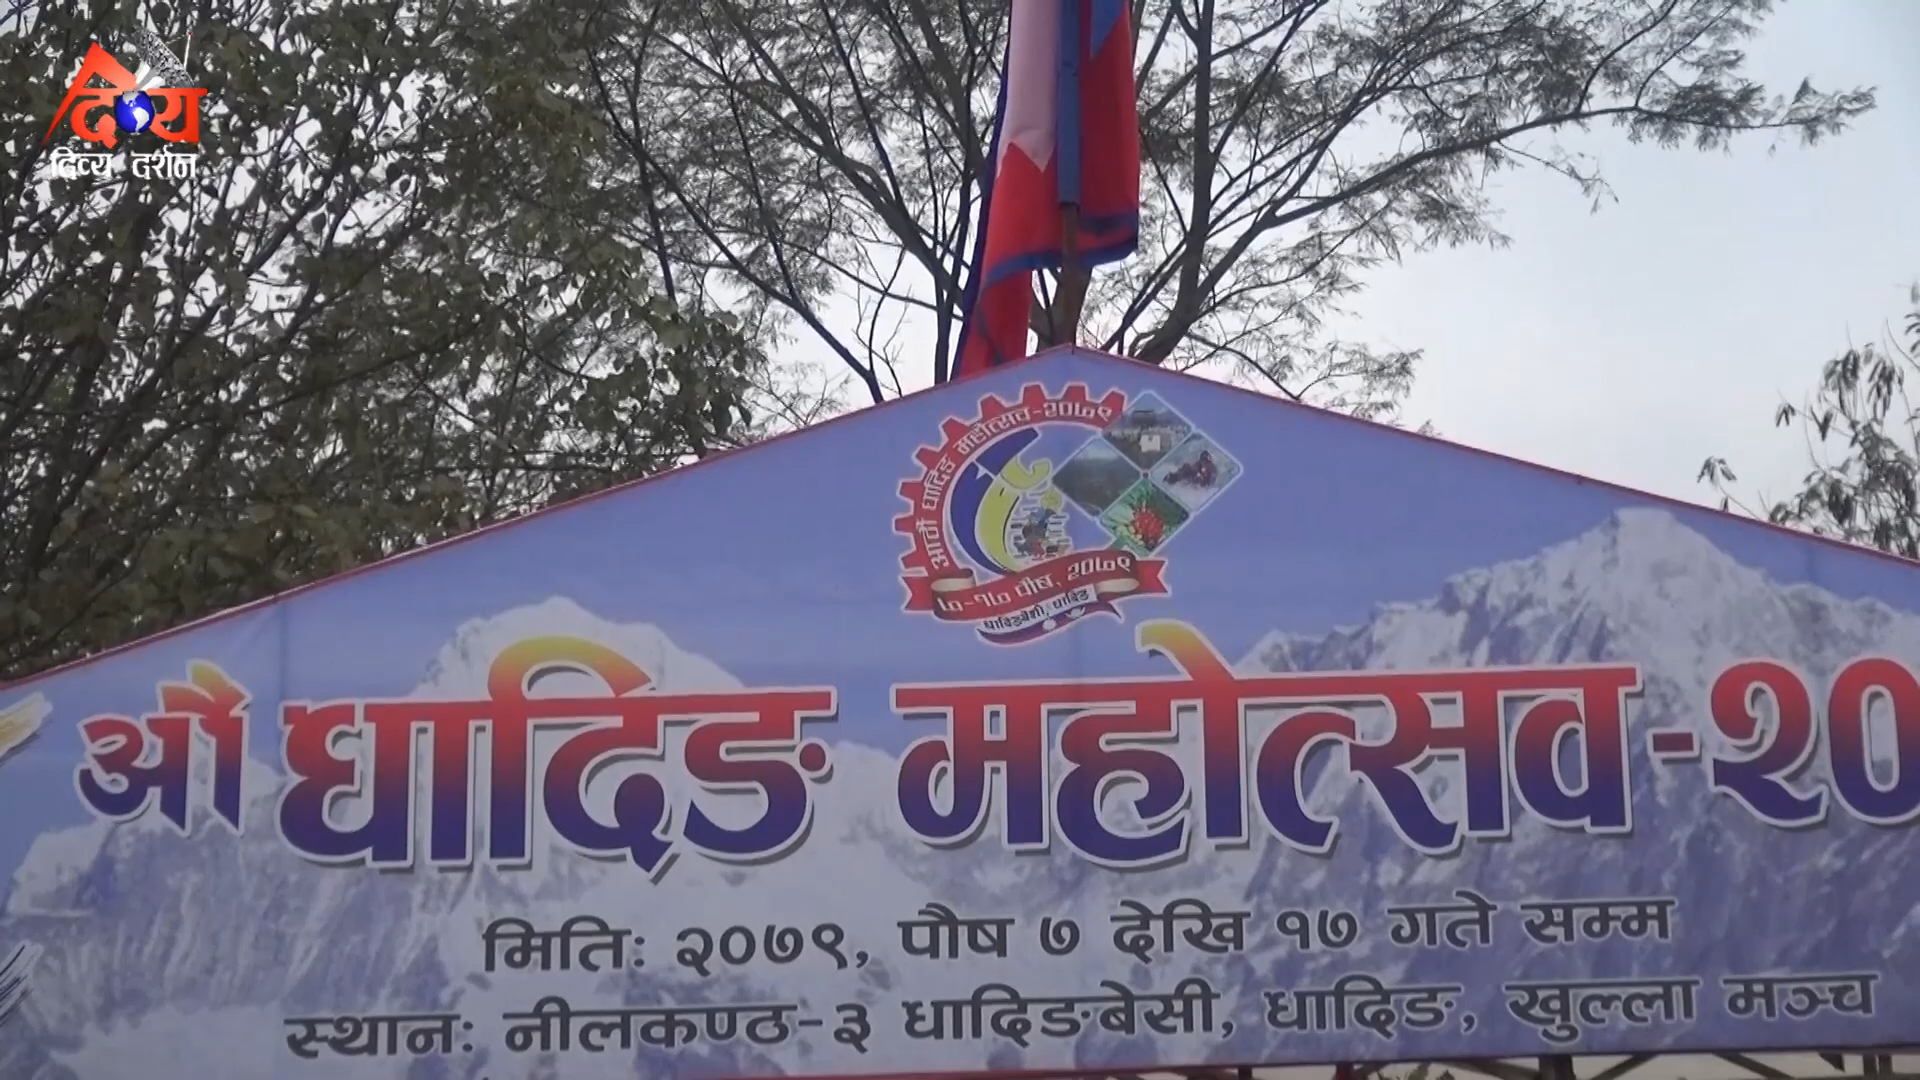 दिव्य
दिव्य दर्शन
आठौं धादिङ महोत्सव-२०७९
७-१७ पौष, २०७९
धादिङबेसी, धादिङ
औं धादिङ महोत्सव-२०
मिति: २०७९, पौष ७ देखि १७ गते सम्म
स्थान: नीलकण्ठ-३ धादिङबेसी, धादिङ, खुल्ला मञ्च